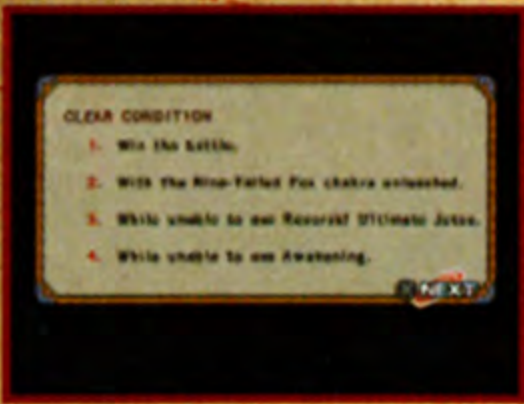 CLEAR CONDITION
1. Win the battle.
2. With the Nine-Tailed Fox chakra unleashed.
3. While unable to use Ultimate Jutsu.
4. While unable to use Awakening.
NEXT